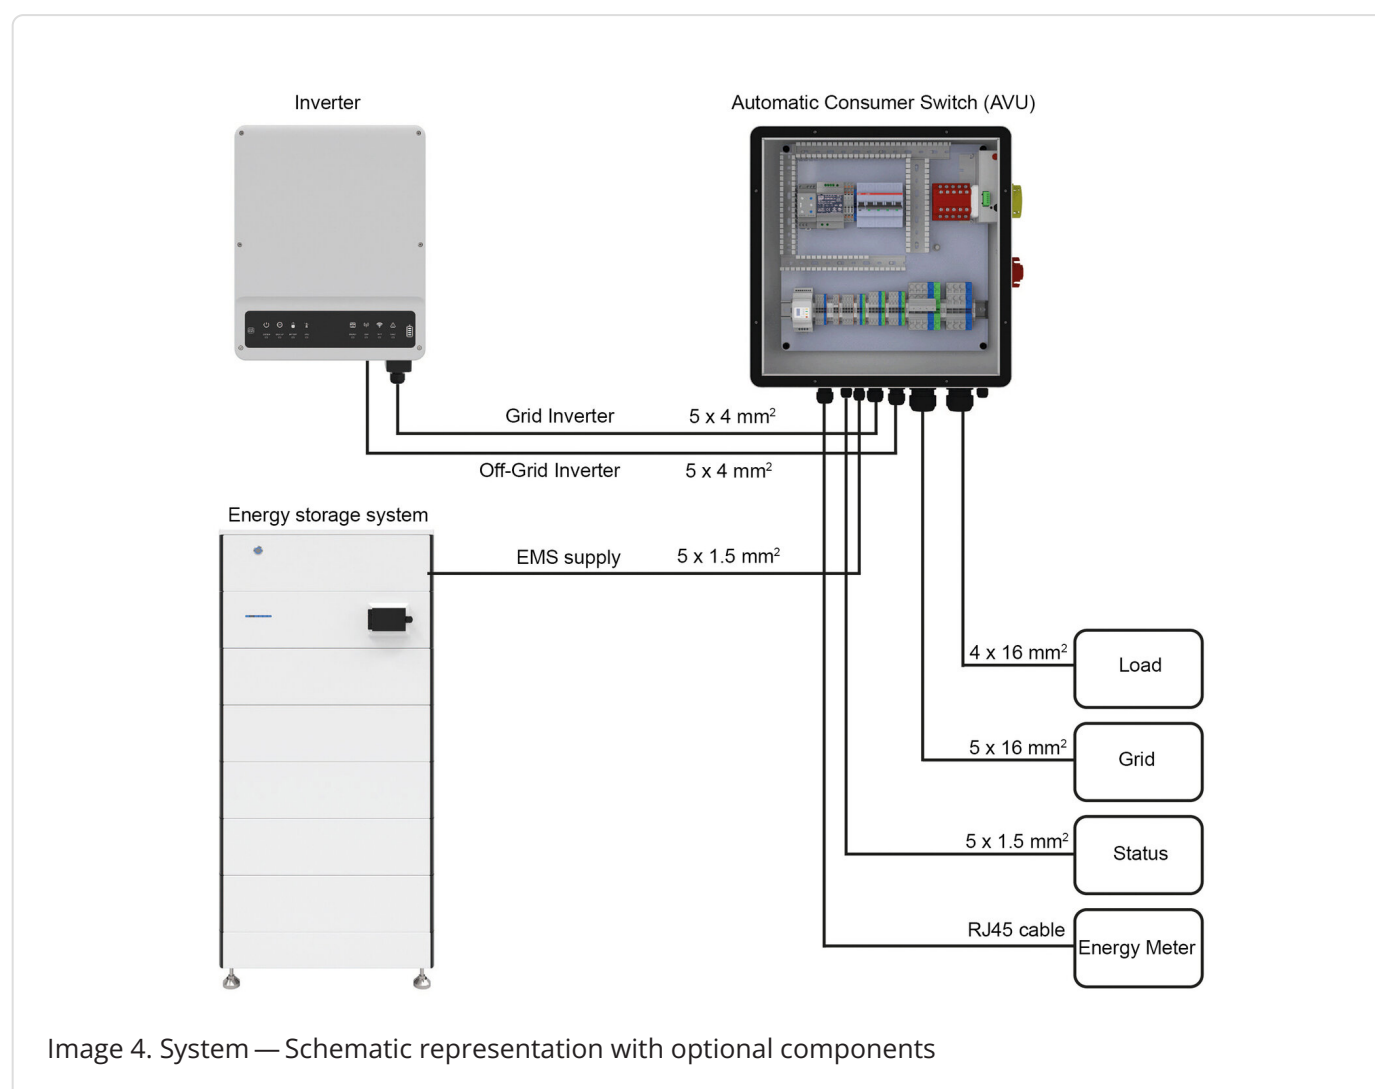 Inverter
Automatic Consumer Switch (AVU)
Grid Inverter 5 x 4 mm²
Off-Grid Inverter 5 x 4 mm²
Energy storage system
EMS supply 5 x 1.5 mm²
4 x 16 mm²
Load
5 x 16 mm²
Grid
5 x 1.5 mm²
Status
RJ45 cable
Energy Meter
Image 4. System — Schematic representation with optional components